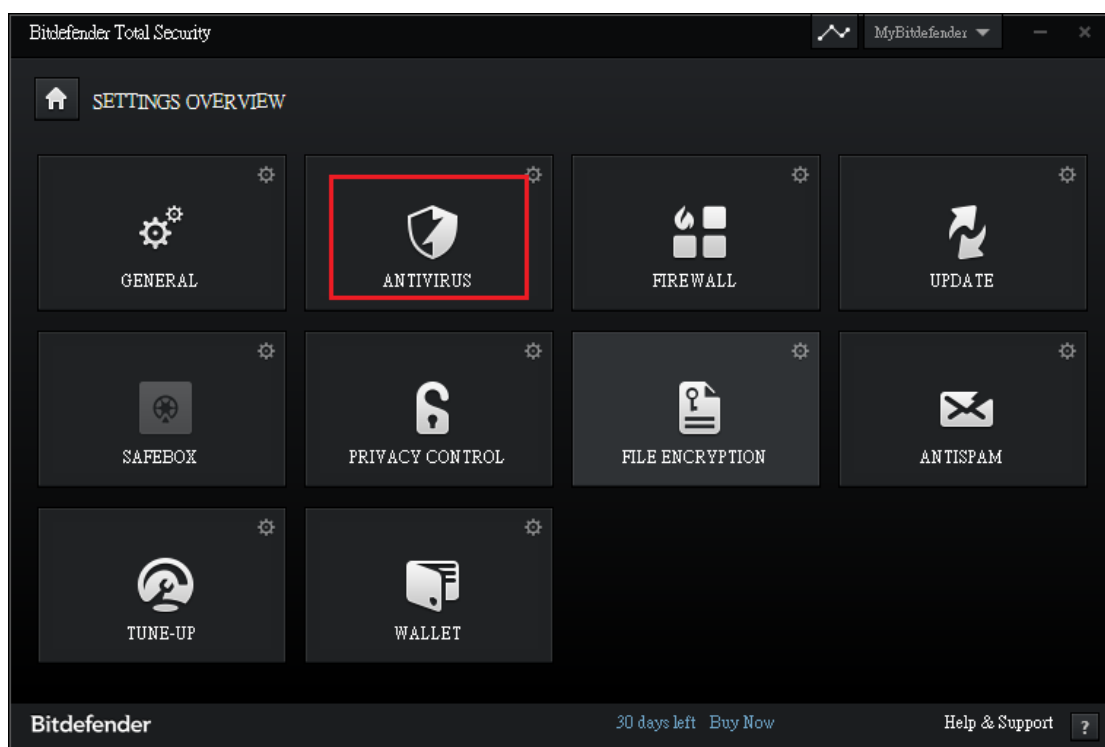 Bitdefender Total Security
MyBitdefender
SETTINGS OVERVIEW
GENERAL
ANTIVIRUS
FIREWALL
UPDATE
SAFEBOX
PRIVACY CONTROL
FILE ENCRYPTION
ANTISPAM
TUNE-UP
WALLET
Bitdefender
30 days left Buy Now
Help & Support ?